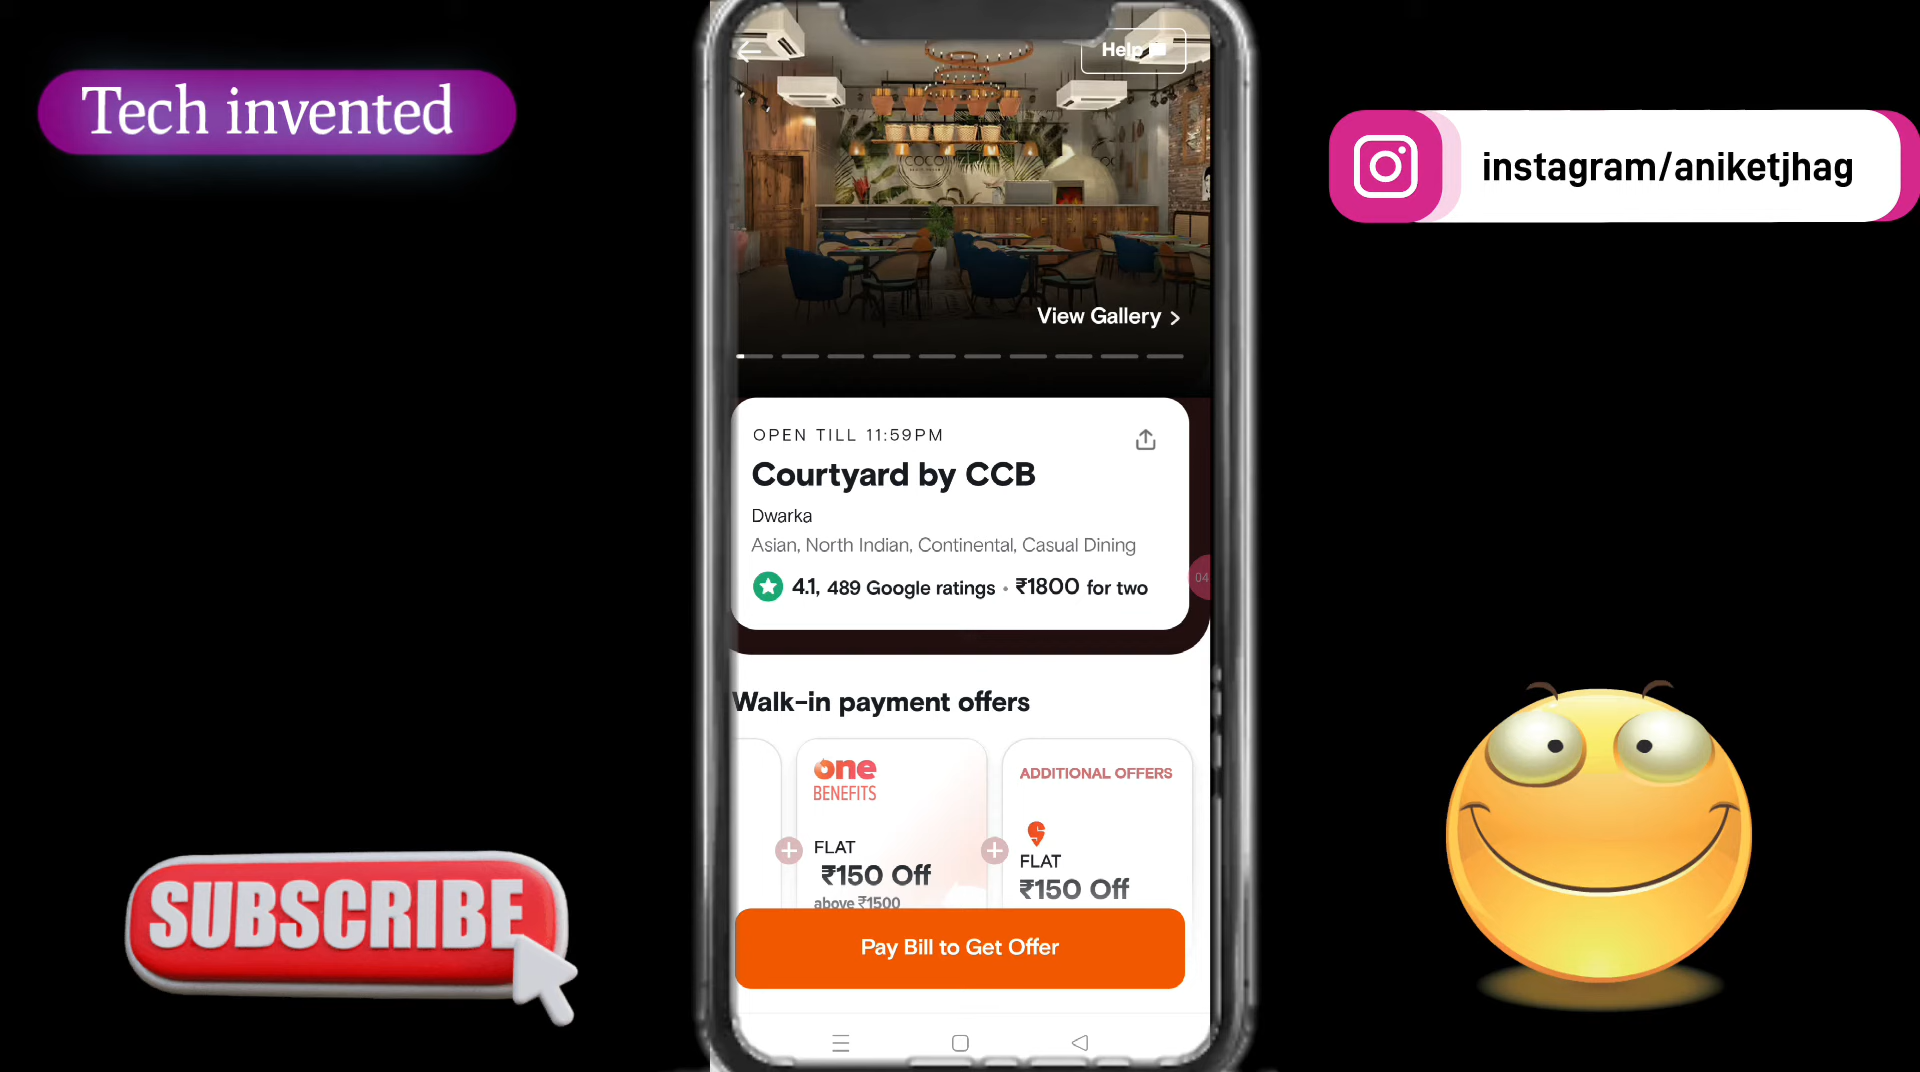 Tech invented
Help
COCO
View Gallery >
instagram/aniketjhag
OPEN TILL 11:59PM
Courtyard by CCB
Dwarka
Asian, North Indian, Continental, Casual Dining
4.1, 489 Google ratings • ₹1800 for two
04
Walk-in payment offers
one
BENEFITS
FLAT
₹150 Off
above ₹1500
ADDITIONAL OFFERS
FLAT
₹150 Off
Pay Bill to Get Offer
SUBSCRIBE